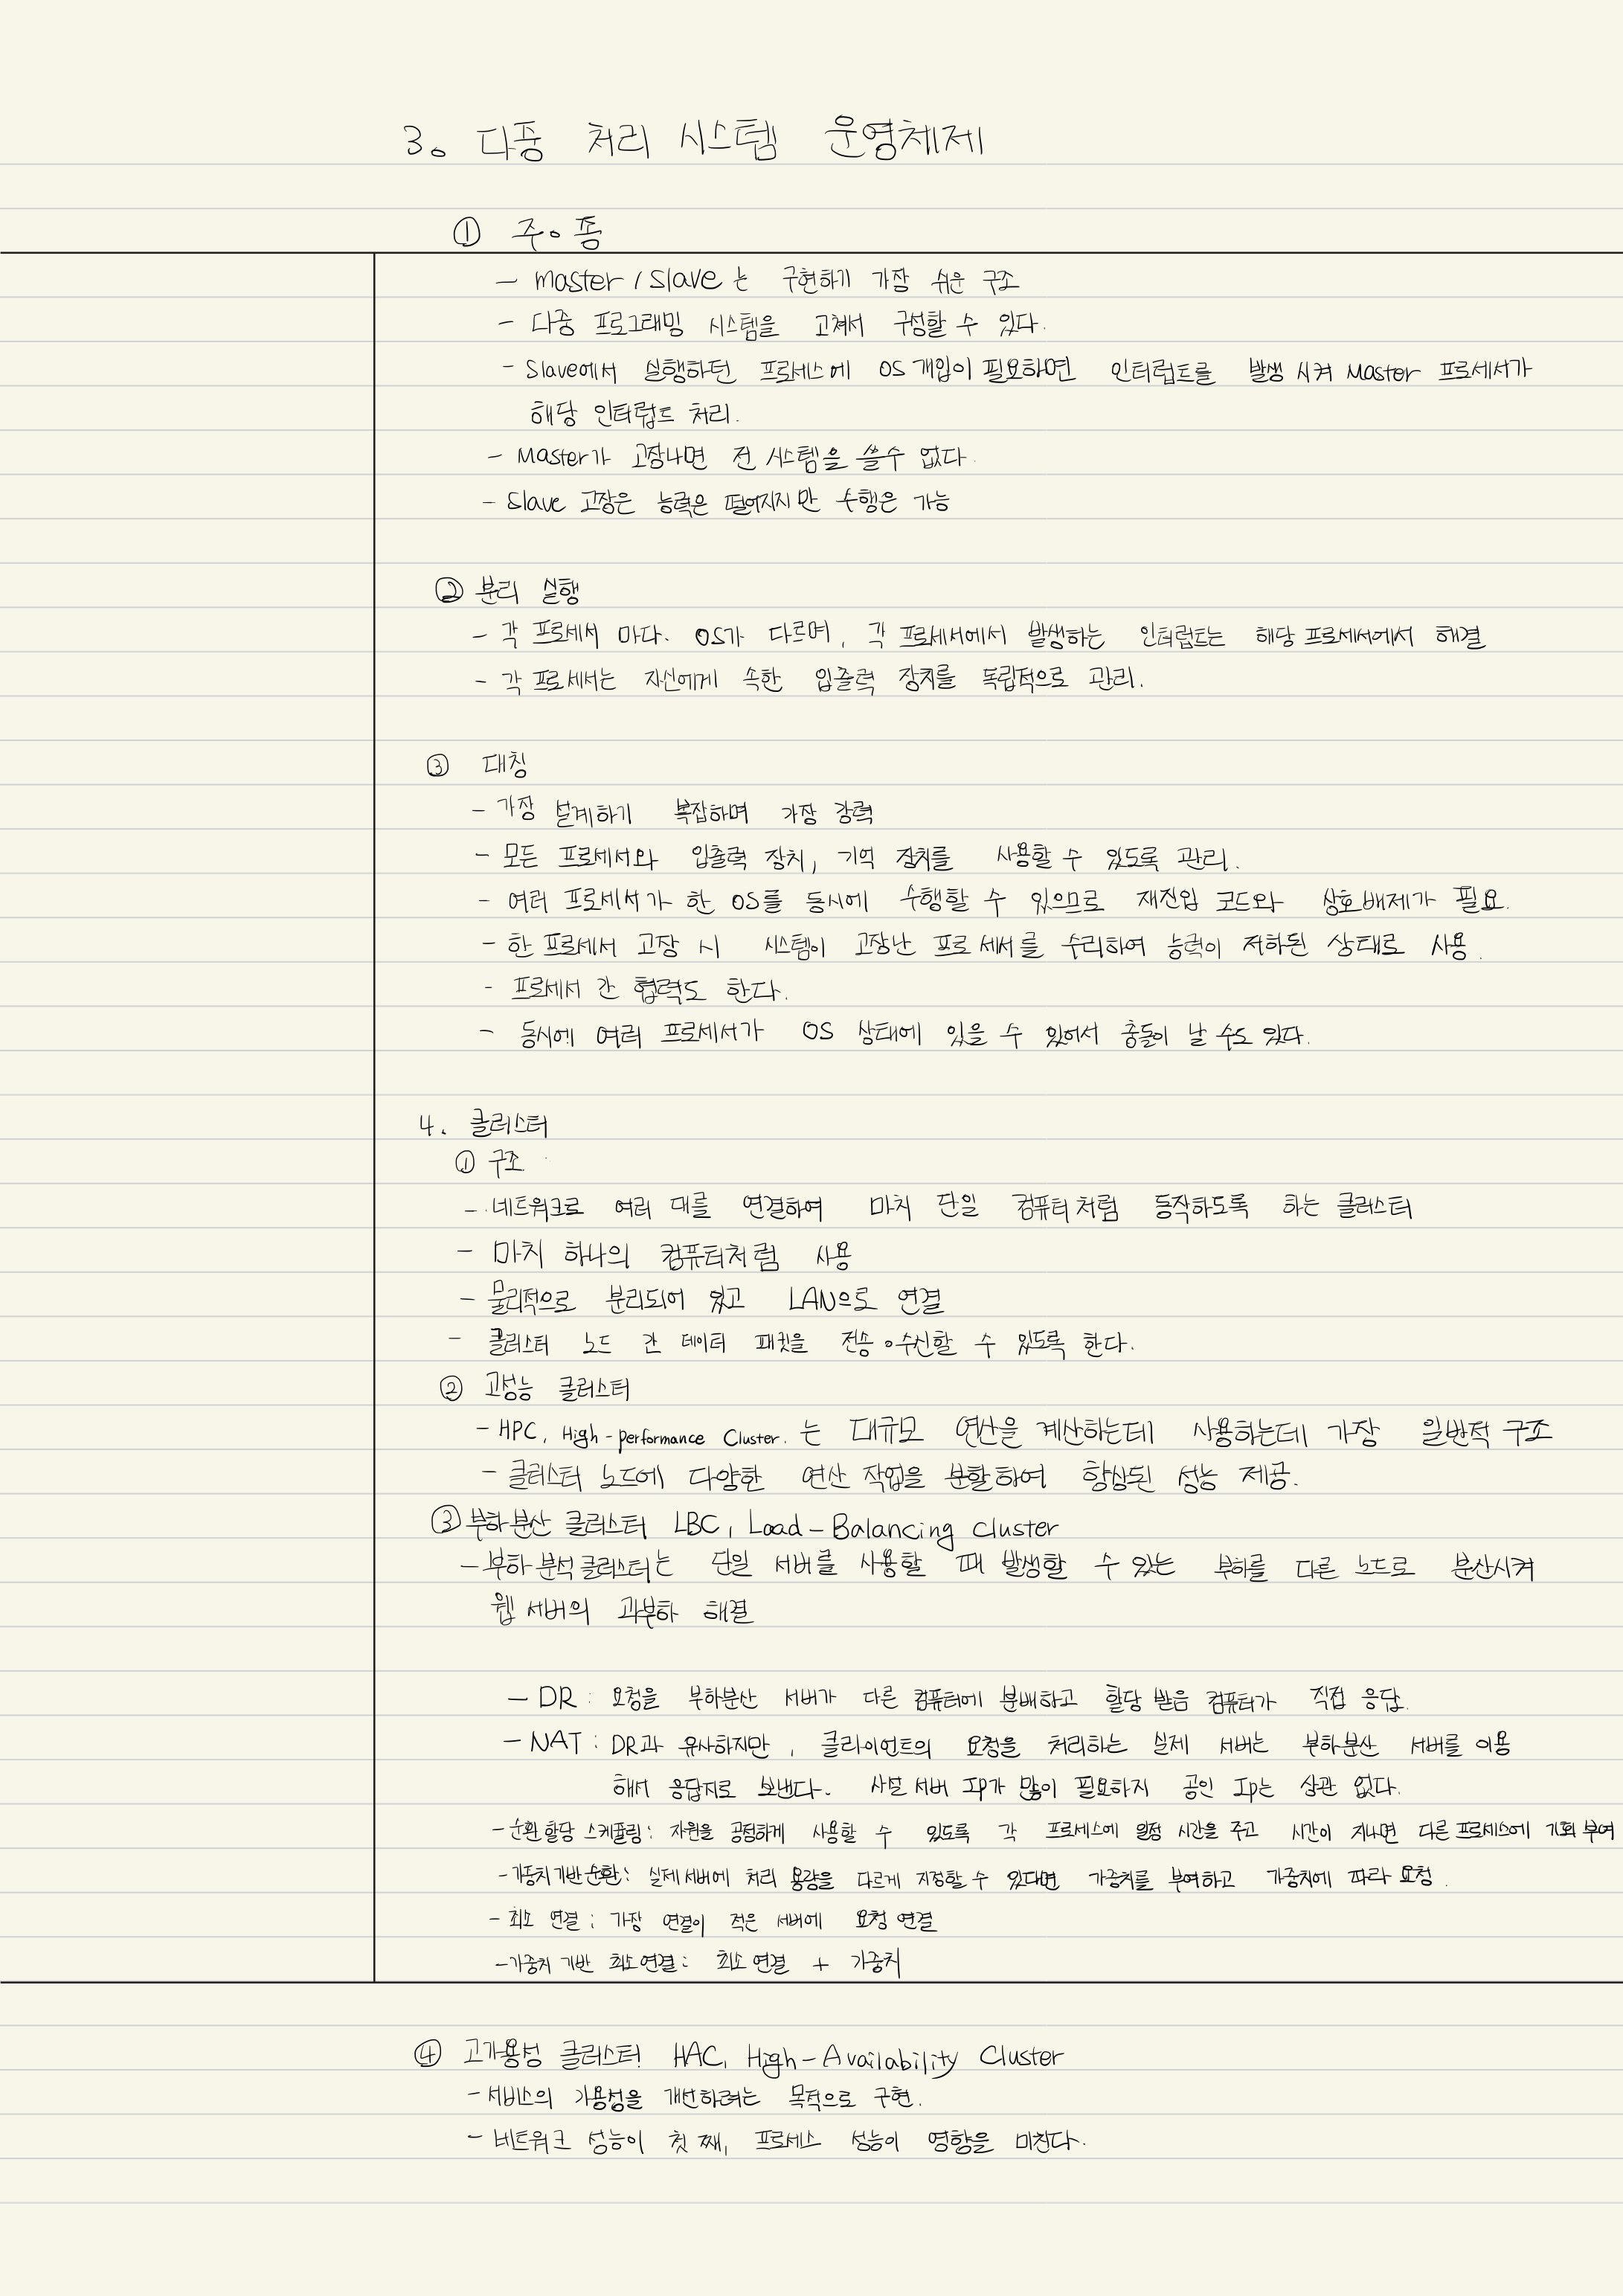 3. 다중 처리 시스템 운영체제
① 주∘종
- master / Slave는 구현하기 가장 쉬운 구조
- 다중 프로그래밍 시스템을 고쳐서 구성할 수 있다.
- Slave에서 실행하던 프로세스에 OS 개입이 필요하면 인터럽트를 발생 시켜 Master 프로세서가
해당 인터럽트 처리.
- Master가 고장나면 전 시스템을 쓸수 없다.
- Slave 고장은 능력은 떨어지지만 수행은 가능
② 분리 실행
- 각 프로세서 마다. OS가 다르며, 각 프로세서에서 발생하는 인터럽트는 해당 프로세서에서 해결
- 각 프로세서는 자신에게 속한 입출력 장치를 독립적으로 관리.
③ 대칭
- 가장 설계하기 복잡하며 가장 강력
- 모든 프로세서와 입출력 장치, 기억 장치를 사용할 수 있도록 관리.
- 여러 프로세서가 한 OS를 동시에 수행할 수 있으므로 재진입 코드와 상호배제가 필요.
- 한 프로세서 고장 시 시스템이 고장난 프로세서를 수리하여 능력이 저하된 상태로 사용.
- 프로세서 간 협력도 한다.
- 동시에 여러 프로세서가 OS 상태에 있을 수 있어서 충돌이 날 수도 있다.
4. 클러스터
① 구조
- 네트워크로 여러 대를 연결하여 마치 단일 컴퓨터처럼 동작하도록 하는 클러스터
- 마치 하나의 컴퓨터처럼 사용
- 물리적으로 분리되어 있고 LAN으로 연결
- 클러스터 노드 간 데이터 패킷을 전송∘수신할 수 있도록 한다.
② 고성능 클러스터
- HPC, High-performance Cluster. 는 대규모 연산을 계산하는데 사용하는데 가장 일반적 구조
- 클러스터 노드에 다양한 연산 작업을 분할하여 향상된 성능 제공.
③ 부하분산 클러스터 LBC, Load-Balancing Cluster
- 부하분석클러스터는 단일 서버를 사용할 때 발생할 수 있는 부하를 다른 노드로 분산시켜
웹 서버의 과부하 해결
- DR : 요청을 부하분산 서버가 다른 컴퓨터에 분배하고 할당 받음 컴퓨터가 직접 응답.
- NAT : DR과 유사하지만, 클라이언트의 요청을 처리하는 실제 서버는 부하분산 서버를 이용
해서 응답지로 보낸다. 사설 서버 IP가 많이 필요하지 공인 Ip는 상관 없다.
- 순환할당 스케줄링: 자원을 공정하게 사용할 수 있도록 각 프로세스에 일정 시간을 주고 시간이 지나면 다른 프로세스에 기회 부여
- 가중치기반순환: 실제서버에 처리 용량을 다르게 지정할 수 있다면 가중치를 부여하고 가중치에 따라 요청.
- 최소 연결 : 가장 연결이 적은 서버에 요청 연결
- 가중치 기반 최소연결: 최소 연결 + 가중치
④ 고가용성 클러스터 HAC, High-Availability Cluster
- 서비스의 가용성을 개선하려는 목적으로 구현.
- 네트워크 성능이 첫 째, 프로세스 성능이 영향을 미친다.